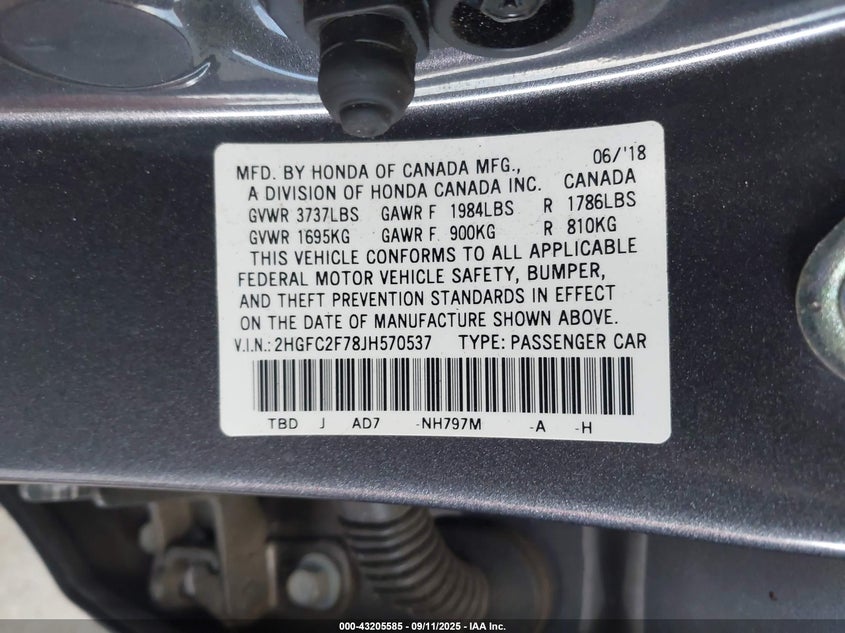 MFD. BY HONDA OF CANADA MFG., 06/'18
A DIVISION OF HONDA CANADA INC. CANADA
GVWR 3737LBS GAWR F 1984LBS R 1786LBS
GVWR 1695KG GAWR F 900KG R 810KG
THIS VEHICLE CONFORMS TO ALL APPLICABLE
FEDERAL MOTOR VEHICLE SAFETY, BUMPER,
AND THEFT PREVENTION STANDARDS IN EFFECT
ON THE DATE OF MANUFACTURE SHOWN ABOVE.
V.I.N.: 2HGFC2F78JH570537 TYPE: PASSENGER CAR
TBD J AD7 -NH797M -A -H
000-43205585 - 09/11/2025 - IAA Inc.